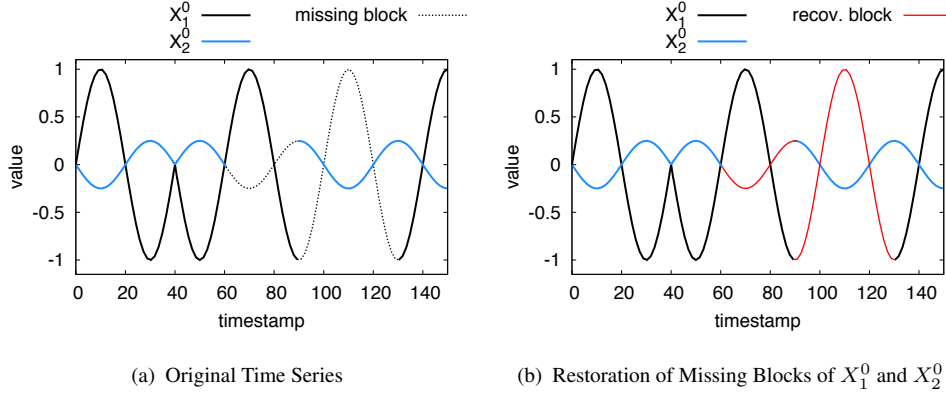 X₁⁰ missing block
X₂⁰
1
0.5
0
-0.5
-1
value
0 20 40 60 80 100 120 140
timestamp
(a) Original Time Series
X₁⁰ recov. block
X₂⁰
1
0.5
0
-0.5
-1
value
0 20 40 60 80 100 120 140
timestamp
(b) Restoration of Missing Blocks of X₁⁰ and X₂⁰